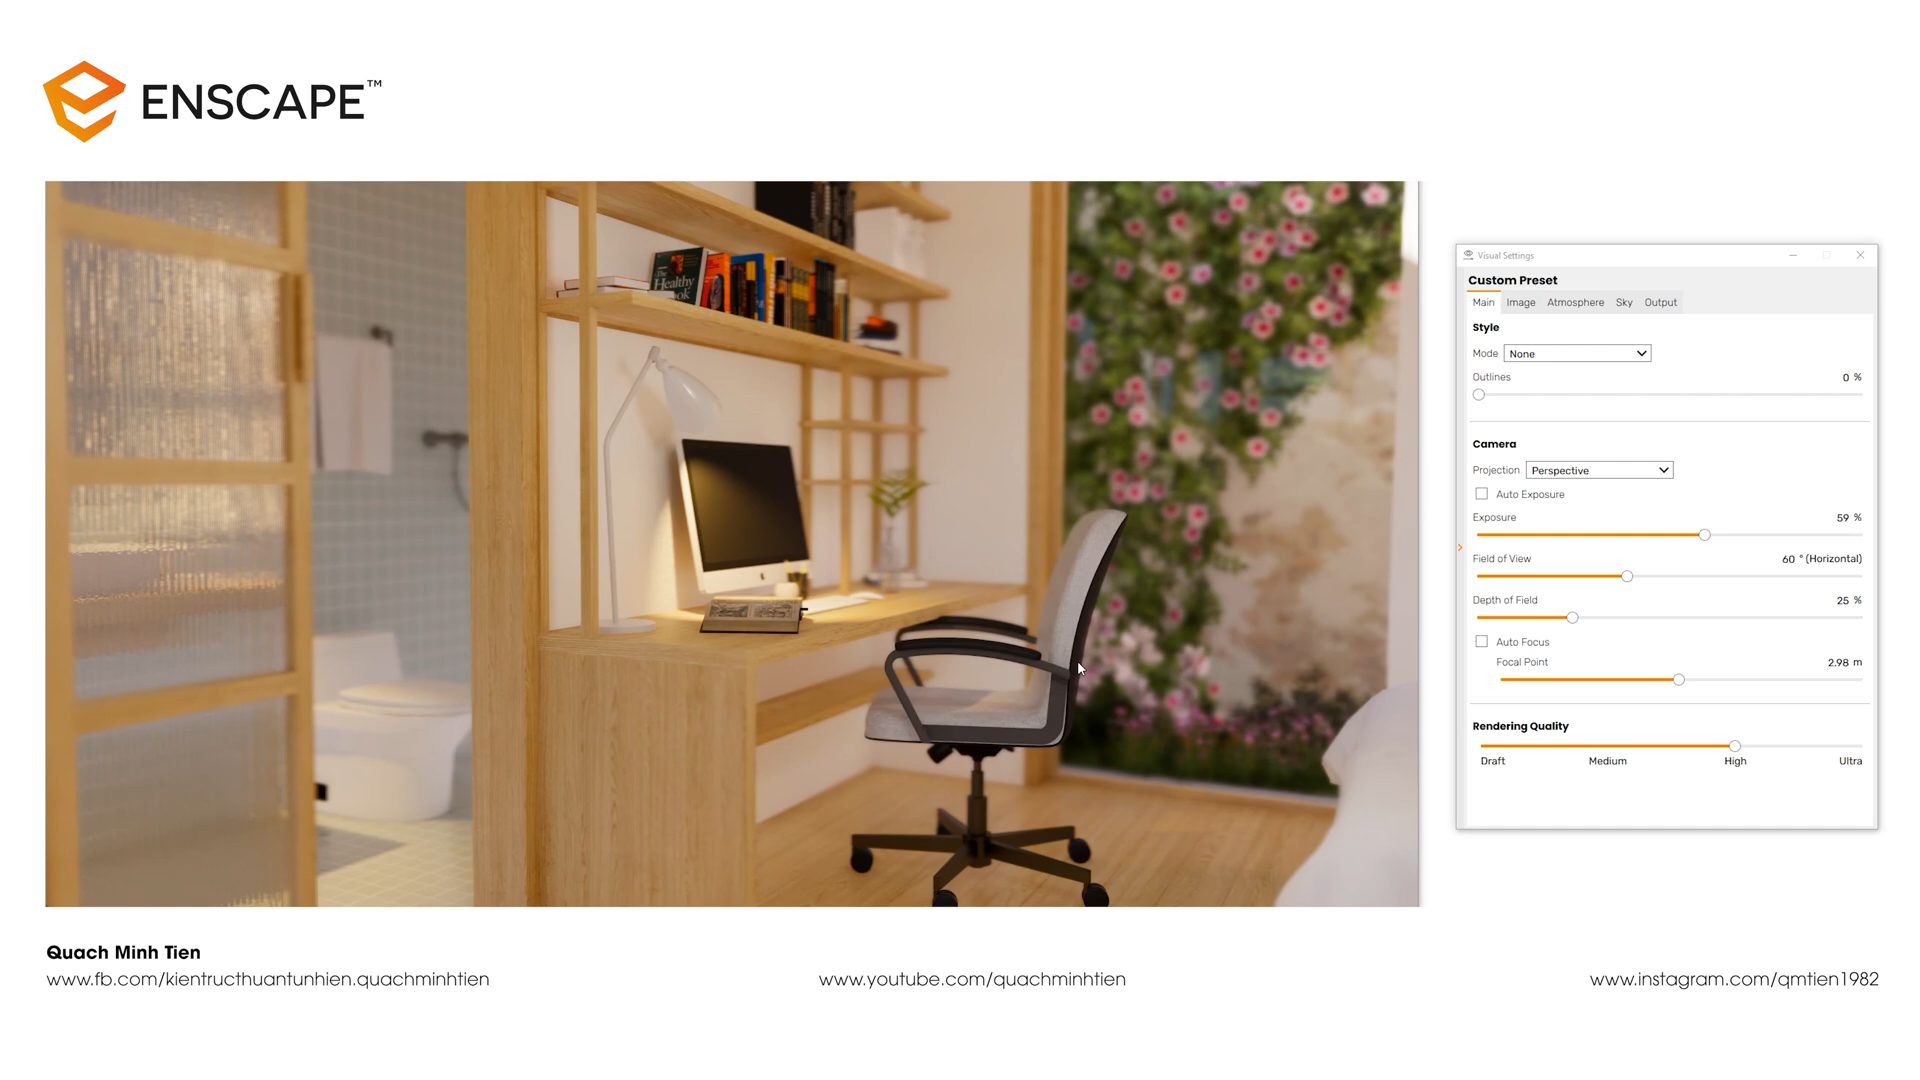 ENSCAPE™
The
Healthy
Visual Settings
Custom Preset
Main Image Atmosphere Sky Output
Style
Mode None
Outlines 0 %
Camera
Projection Perspective
Auto Exposure
Exposure 59 %
Field of View 60 ° (Horizontal)
Depth of Field 25 %
Auto Focus
Focal Point 2.98 m
Rendering Quality
Draft Medium High Ultra
Quach Minh Tien
www.fb.com/kientructhuantunhien.quachminhtien
www.youtube.com/quachminhtien
www.instagram.com/qmtien1982